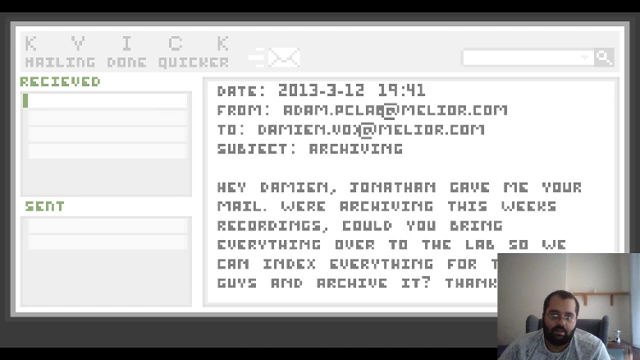 KVICK
MAILING DONE QUICKER
RECIEVED
SENT
DATE: 2013-3-12 19:41
FROM: ADAM.PCLAB@MELIOR.COM
TO: DAMIEN.VOX@MELIOR.COM
SUBJECT: ARCHIVING
HEY DAMIEN, JONATHAN GAVE ME YOUR
MAIL. WERE ARCHIVING THIS WEEKS
RECORDINGS, COULD YOU BRING
EVERYTHING OVER TO THE LAB SO WE
CAN INDEX EVERYTHING FOR
GUYS AND ARCHIVE IT? THANK